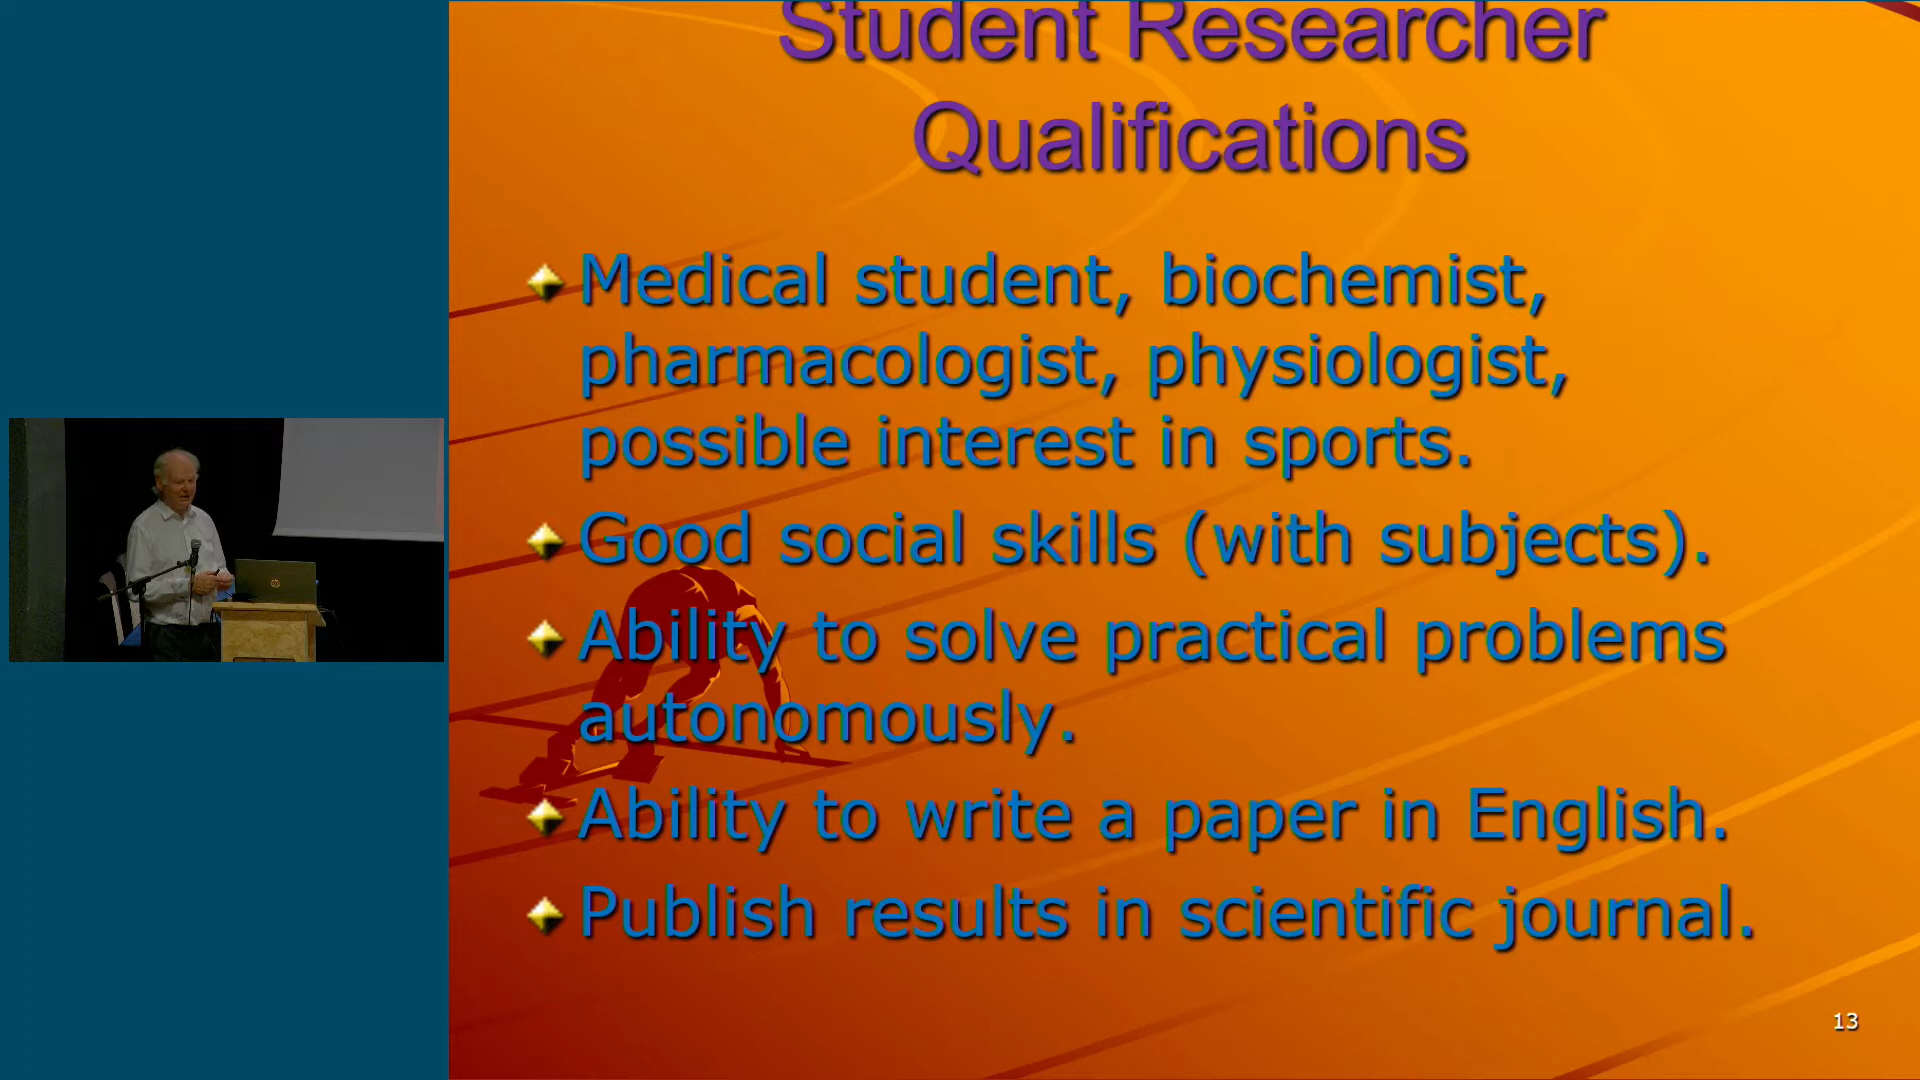 Student Researcher
Qualifications
Medical student, biochemist,
pharmacologist, physiologist,
possible interest in sports.
Good social skills (with subjects).
Ability to solve practical problems
autonomously.
Ability to write a paper in English.
Publish results in scientific journal.
13